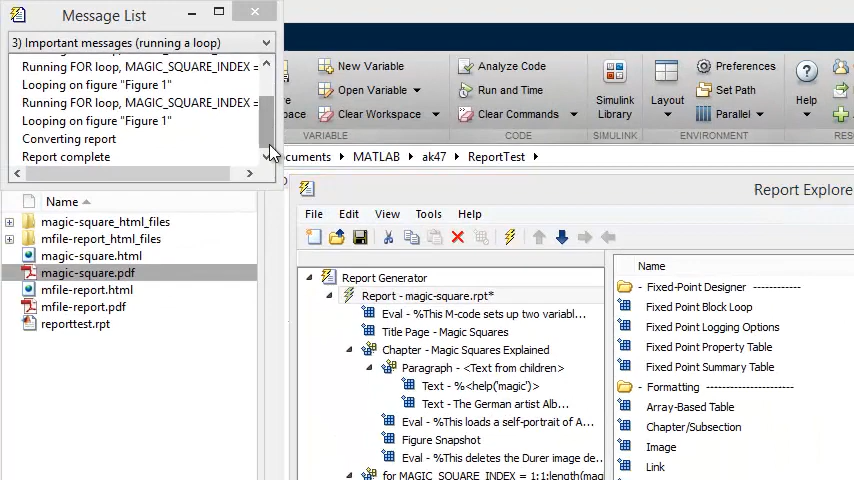 Message List
3) Important messages (running a loop)
Running FOR loop, MAGIC_SQUARE_INDEX =
Looping on figure "Figure 1"
Running FOR loop, MAGIC_SQUARE_INDEX =
Looping on figure "Figure 1"
Converting report
Report complete
New Variable
Open Variable
Clear Workspace
VARIABLE
Analyze Code
Run and Time
Clear Commands
CODE
Simulink
Library
SIMULINK
Layout
Preferences
Set Path
Parallel
ENVIRONMENT
Help
MATLAB
ak47
ReportTest
Name
magic-square_html_files
mfile-report_html_files
magic-square.html
magic-square.pdf
mfile-report.html
mfile-report.pdf
reporttest.rpt
File Edit View Tools Help
Report Generator
Report - magic-square.rpt*
Eval - %This M-code sets up two variabl...
Title Page - Magic Squares
Chapter - Magic Squares Explained
Paragraph - <Text from children>
Text - %<help('magic')>
Text - The German artist Alb...
Eval - %This loads a self-portrait of A...
Figure Snapshot
Eval - %This deletes the Durer image de...
for MAGIC_SQUARE_INDEX = 1:1:length(mag
Name
- Fixed-Point Designer ------------
Fixed Point Block Loop
Fixed Point Logging Options
Fixed Point Property Table
Fixed Point Summary Table
- Formatting --------------------
Array-Based Table
Chapter/Subsection
Image
Link